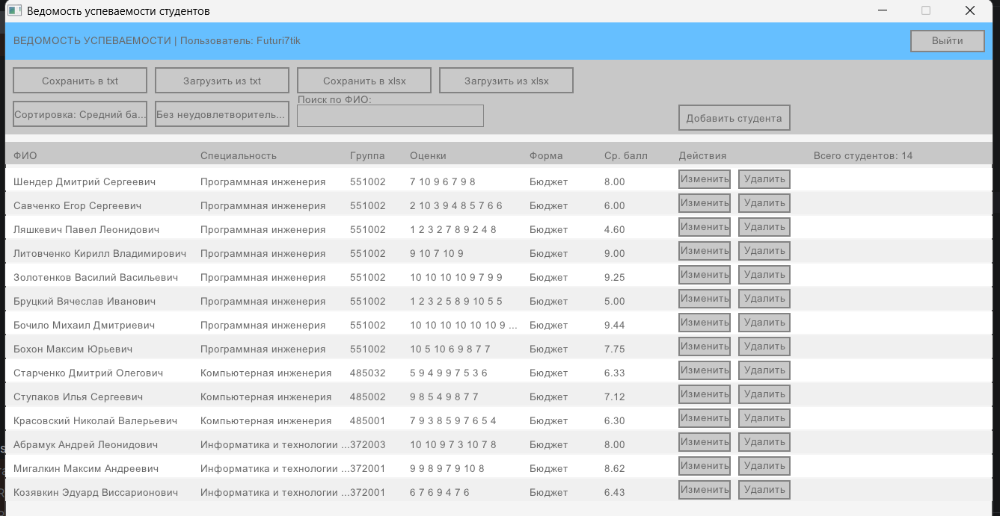 Ведомость успеваемости студентов
ВЕДОМОСТЬ УСПЕВАЕМОСТИ | Пользователь: Futuri7tik Выйти
Сохранить в txt Загрузить из txt Сохранить в xlsx Загрузить из xlsx
Поиск по ФИО:
Сортировка: Средний ба... Без неудовлетворитель... Добавить студента
ФИО Специальность Группа Оценки Форма Ср. балл Действия Всего студентов: 14
Шендер Дмитрий Сергеевич Программная инженерия 551002 7 10 9 6 7 9 8 Бюджет 8.00 Изменить Удалить
Савченко Егор Сергеевич Программная инженерия 551002 2 10 3 9 4 8 5 7 6 6 Бюджет 6.00 Изменить Удалить
Ляшкевич Павел Леонидович Программная инженерия 551002 1 2 3 2 7 8 9 2 4 8 Бюджет 4.60 Изменить Удалить
Литовченко Кирилл Владимирович Программная инженерия 551002 9 10 7 10 9 Бюджет 9.00 Изменить Удалить
Золотенков Василий Васильевич Программная инженерия 551002 10 10 10 10 9 7 9 9 Бюджет 9.25 Изменить Удалить
Бруцкий Вячеслав Иванович Программная инженерия 551002 1 2 3 2 5 8 9 10 5 5 Бюджет 5.00 Изменить Удалить
Бочило Михаил Дмитриевич Программная инженерия 551002 10 10 10 10 10 10 9 ... Бюджет 9.44 Изменить Удалить
Бохон Максим Юрьевич Программная инженерия 551002 10 5 10 6 9 8 7 7 Бюджет 7.75 Изменить Удалить
Старченко Дмитрий Олегович Компьютерная инженерия 485032 5 9 4 9 9 7 5 3 6 Бюджет 6.33 Изменить Удалить
Ступаков Илья Сергеевич Компьютерная инженерия 485002 9 8 5 4 9 8 7 7 Бюджет 7.12 Изменить Удалить
Красовский Николай Валерьевич Компьютерная инженерия 485001 7 9 3 8 5 9 7 6 5 4 Бюджет 6.30 Изменить Удалить
Абрамук Андрей Леонидович Информатика и технологии ... 372003 10 10 9 7 3 10 7 8 Бюджет 8.00 Изменить Удалить
Мигалкин Максим Андреевич Информатика и технологии ... 372001 9 9 8 9 7 9 10 8 Бюджет 8.62 Изменить Удалить
Козявкин Эдуард Виссарионович Информатика и технологии ... 372001 6 7 6 9 4 7 6 Бюджет 6.43 Изменить Удалить